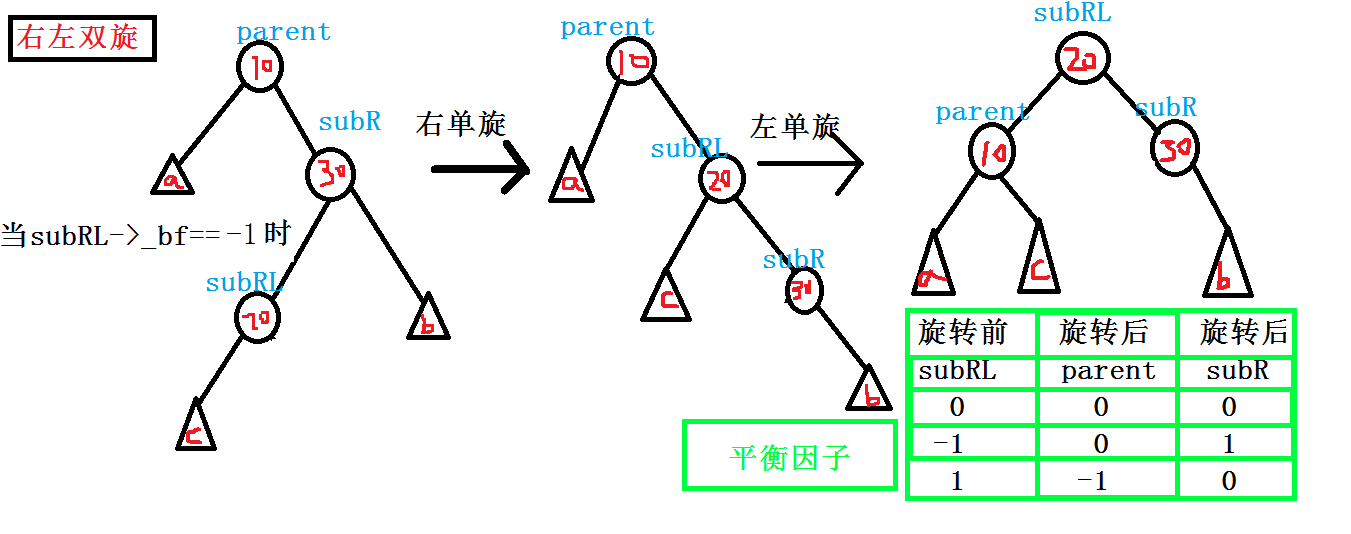 右左双旋
parent
10
subR
30
a
当subRL->_bf== -1 时
subRL
20
b
c
右单旋
parent
10
subRL
20
a
subR
30
c
b
左单旋
subRL
20
parent
10
subR
30
a
c
b
平衡因子
旋转前 旋转后 旋转后
subRL parent subR
0 0 0
-1 0 1
1 -1 0